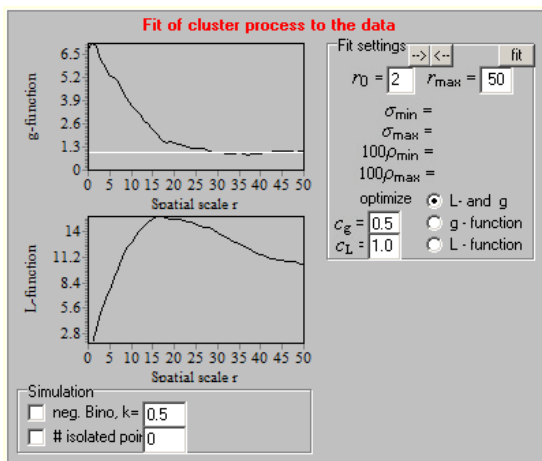 Fit of cluster process to the data
g-function
6.5
5.2
3.9
2.6
1.3
0
0 5 10 15 20 25 30 35 40 45 50
Spatial scale r
L-function
14
11.2
8.4
5.6
2.8
0 5 10 15 20 25 30 35 40 45 50
Spatial scale r
Fit settings --> <-- fit
r0 = 2 rmax = 50
σmin =
σmax =
100ρmin =
100ρmax =
optimize L- and g
cg = 0.5 g - function
cL = 1.0 L - function
Simulation
neg. Bino, k= 0.5
# isolated poin 0